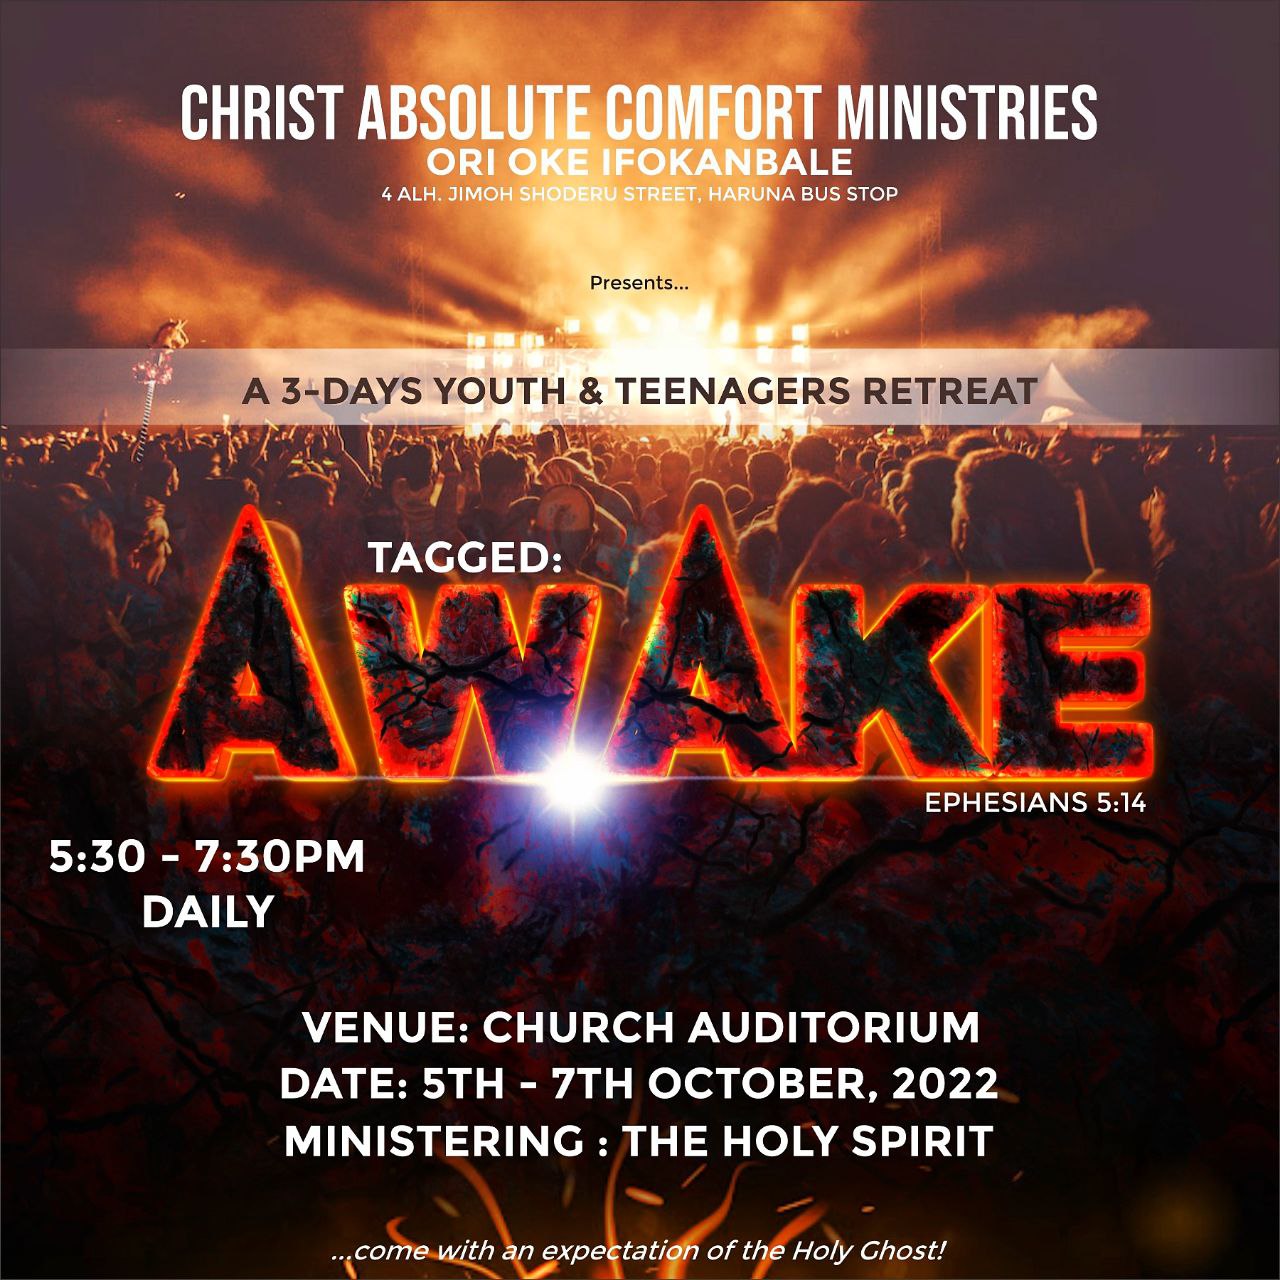 CHRIST ABSOLUTE COMFORT MINISTRIES
ORI OKE IFOKANBALE
4 ALH. JIMOH SHODERU STREET, HARUNA BUS STOP
Presents...
A 3-DAYS YOUTH & TEENAGERS RETREAT
TAGGED:
AWAKE
EPHESIANS 5:14
5:30 - 7:30PM
DAILY
VENUE: CHURCH AUDITORIUM
DATE: 5TH - 7TH OCTOBER, 2022
MINISTERING : THE HOLY SPIRIT
...come with an expectation of the Holy Ghost!